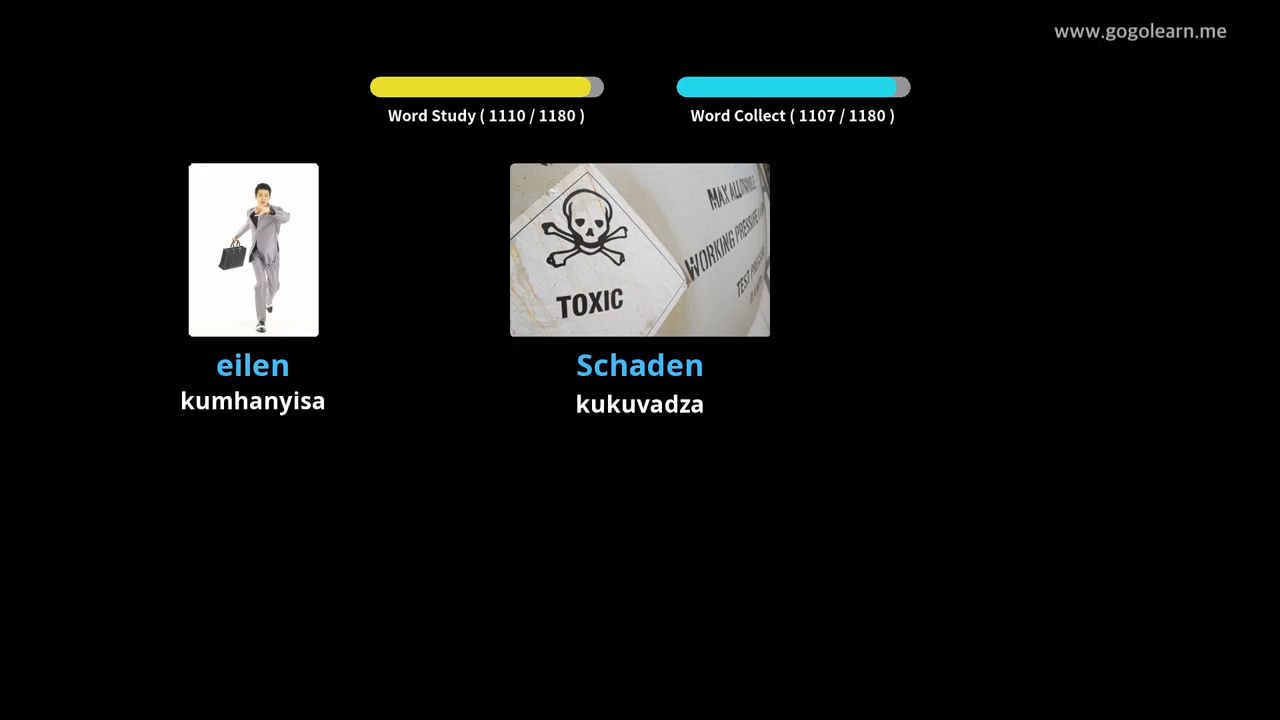 www.gogolearn.me
Word Study ( 1110 / 1180 )
Word Collect ( 1107 / 1180 )
TOXIC
MAX ALLOWABLE
WORKING PRESSURE
TEST
eilen
Schaden
kumhanyisa
kukuvadza